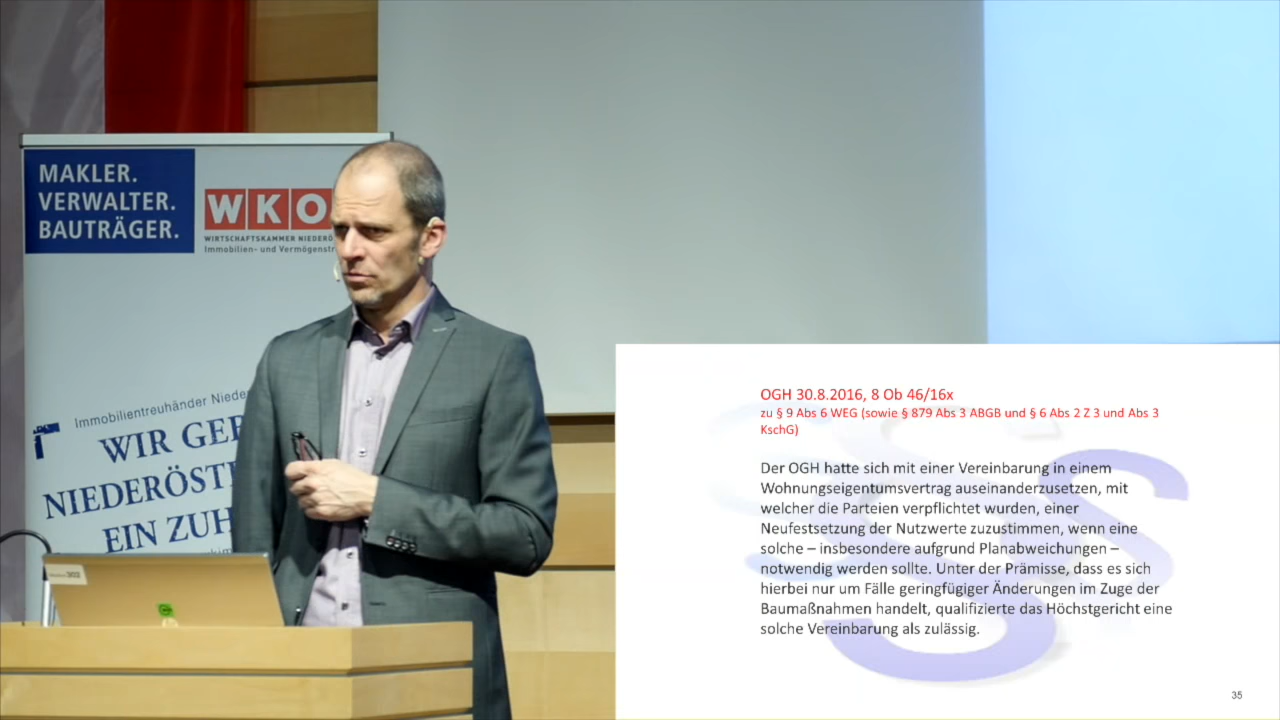 MAKLER.
VERWALTER.
BAUTRÄGER.
WKO
WIRTSCHAFTSKAMMER
Immobilien- und
Immobilientreuhänder
WIR
NIEDERÖST
EIN ZUH
303
OGH 30.8.2016, 8 Ob 46/16x
zu § 9 Abs 6 WEG (sowie § 879 Abs 3 ABGB und § 6 Abs 2 Z 3 und Abs 3
KschG)
Der OGH hatte sich mit einer Vereinbarung in einem
Wohnungseigentumsvertrag auseinanderzusetzen, mit
welcher die Parteien verpflichtet wurden, einer
Neufestsetzung der Nutzwerte zuzustimmen, wenn eine
solche – insbesondere aufgrund Planabweichungen –
notwendig werden sollte. Unter der Prämisse, dass es sich
hierbei nur um Fälle geringfügiger Änderungen im Zuge der
Baumaßnahmen handelt, qualifizierte das Höchstgericht eine
solche Vereinbarung als zulässig.
35